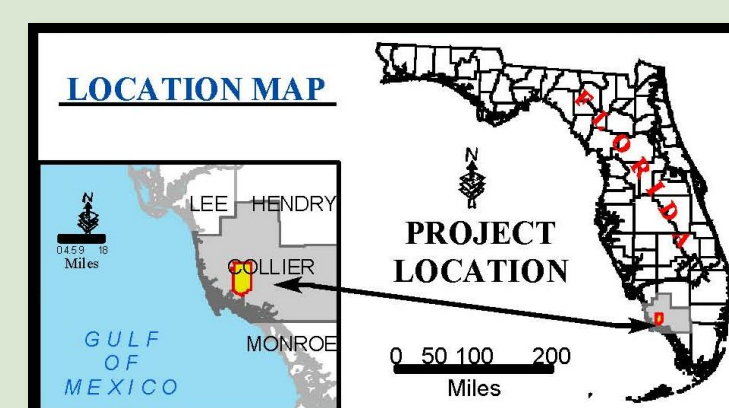 LOCATION MAP
FLORIDA
N
N
LEE HENDRY
0 4.5 9 18
Miles
PROJECT
LOCATION
COLLIER
GULF
OF
MEXICO
MONROE
0 50 100 200
Miles